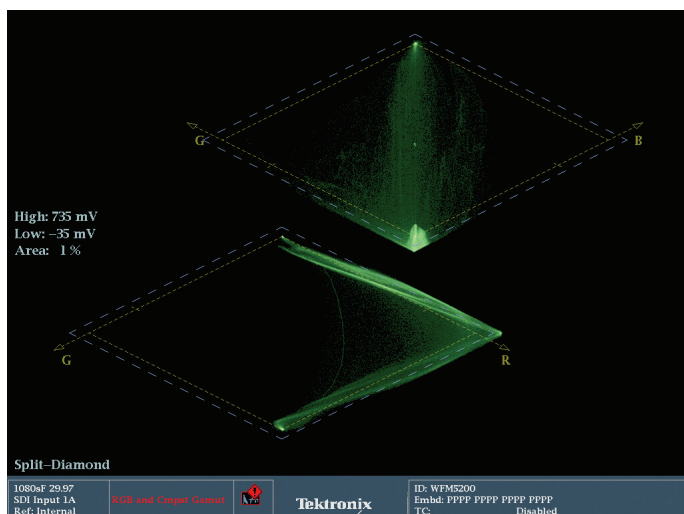 G
B
High: 735 mV
Low: –35 mV
Area: 1 %
G
R
Split–Diamond
1080sF 29.97
SDI Input 1A
Ref: Internal
RGB and Cmpst Gamut
Tektronix
ID: WFM5200
Embd: PPPP PPPP PPPP PPPP
TC: Disabled